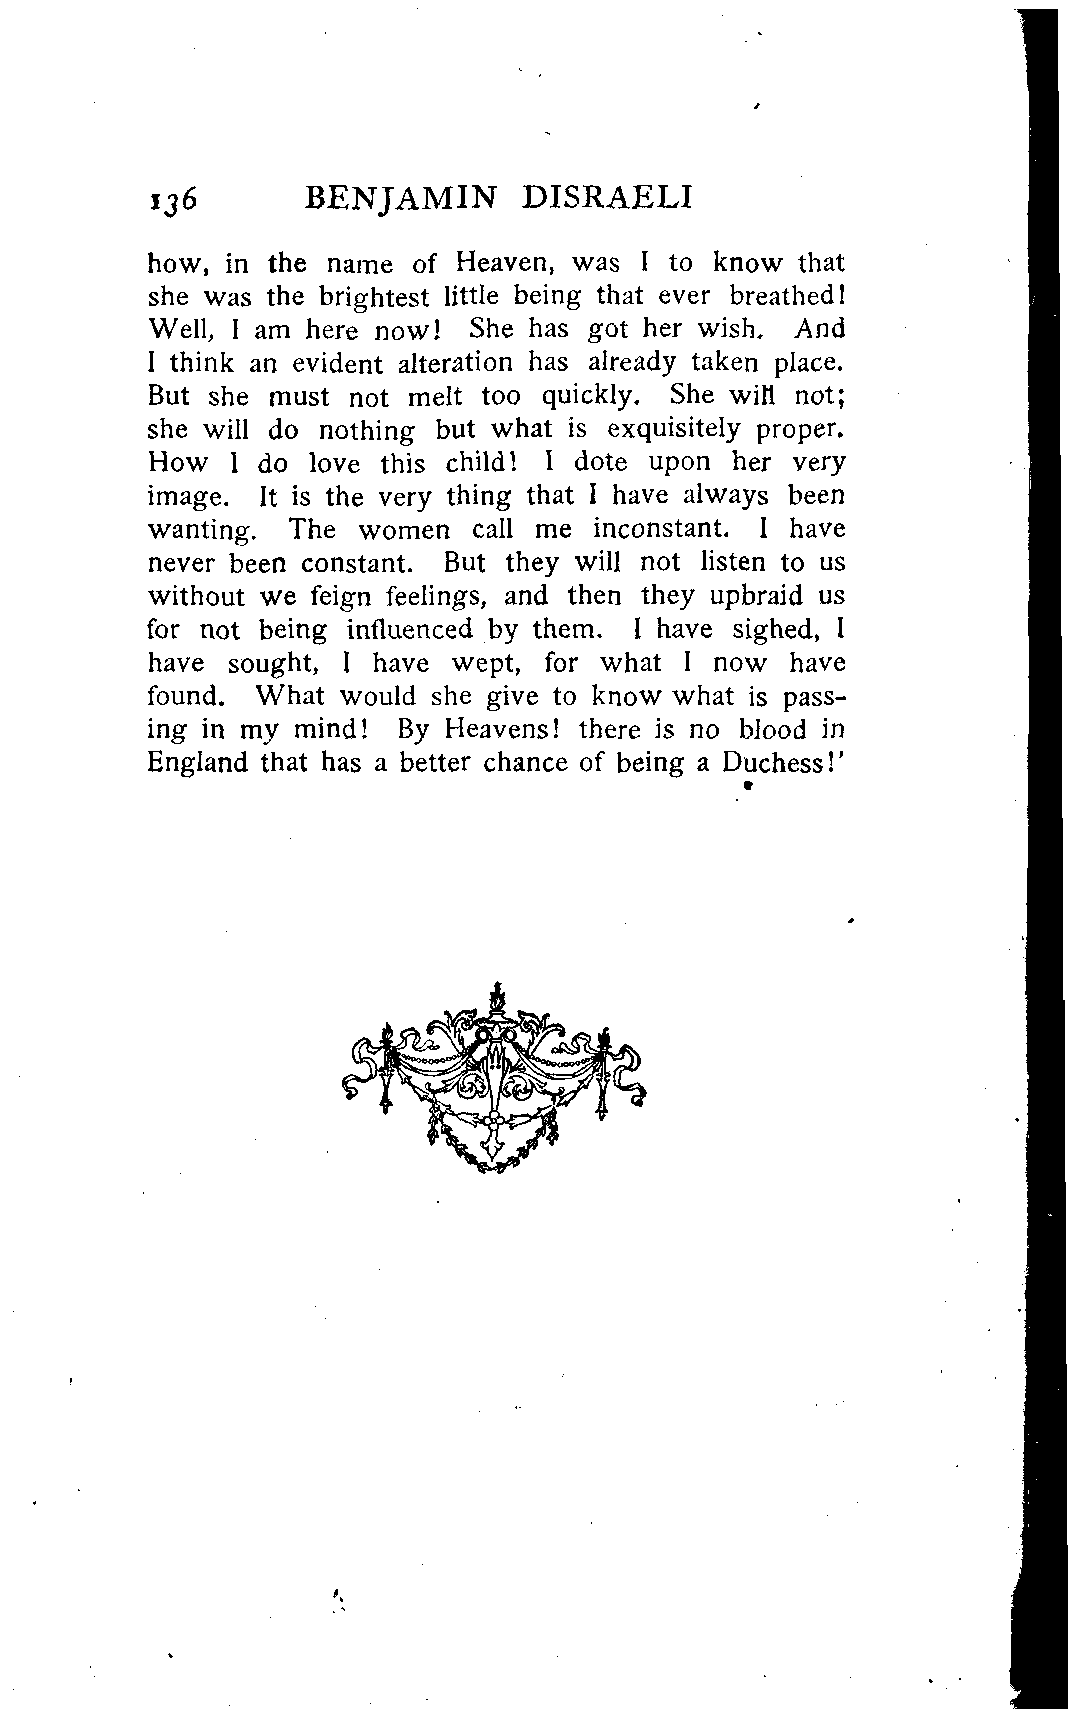 136 BENJAMIN DISRAELI
how, in the name of Heaven, was I to know that
she was the brightest little being that ever breathed!
Well, I am here now! She has got her wish. And
I think an evident alteration has already taken place.
But she must not melt too quickly. She will not;
she will do nothing but what is exquisitely proper.
How I do love this child! I dote upon her very
image. It is the very thing that I have always been
wanting. The women call me inconstant. I have
never been constant. But they will not listen to us
without we feign feelings, and then they upbraid us
for not being influenced by them. I have sighed, I
have sought, I have wept, for what I now have
found. What would she give to know what is pass-
ing in my mind! By Heavens! there is no blood in
England that has a better chance of being a Duchess!'